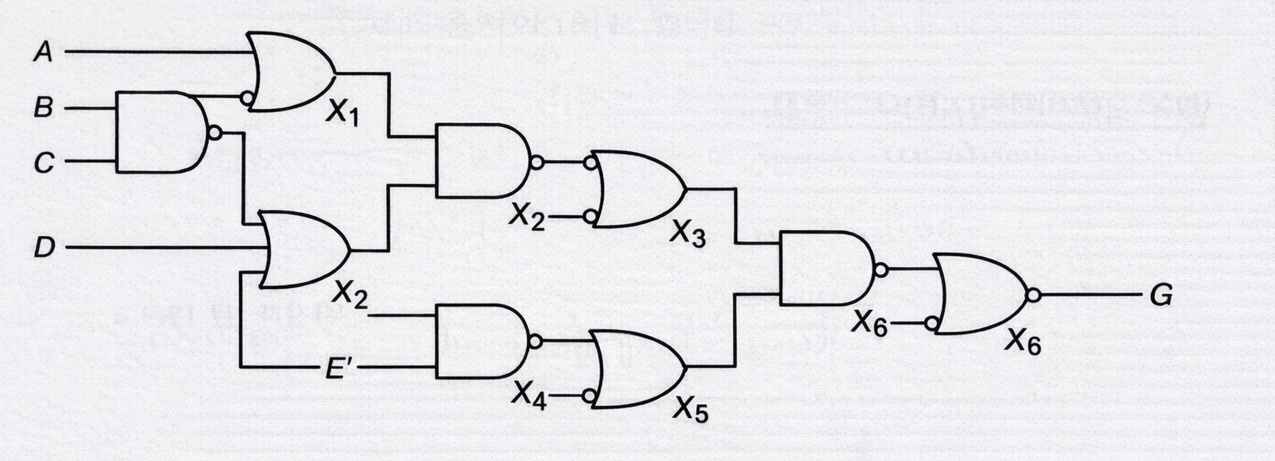 A
B
C
D
X₁
X₂
X₂
E'
X₃
X₄
X₅
X₆
X₆
G